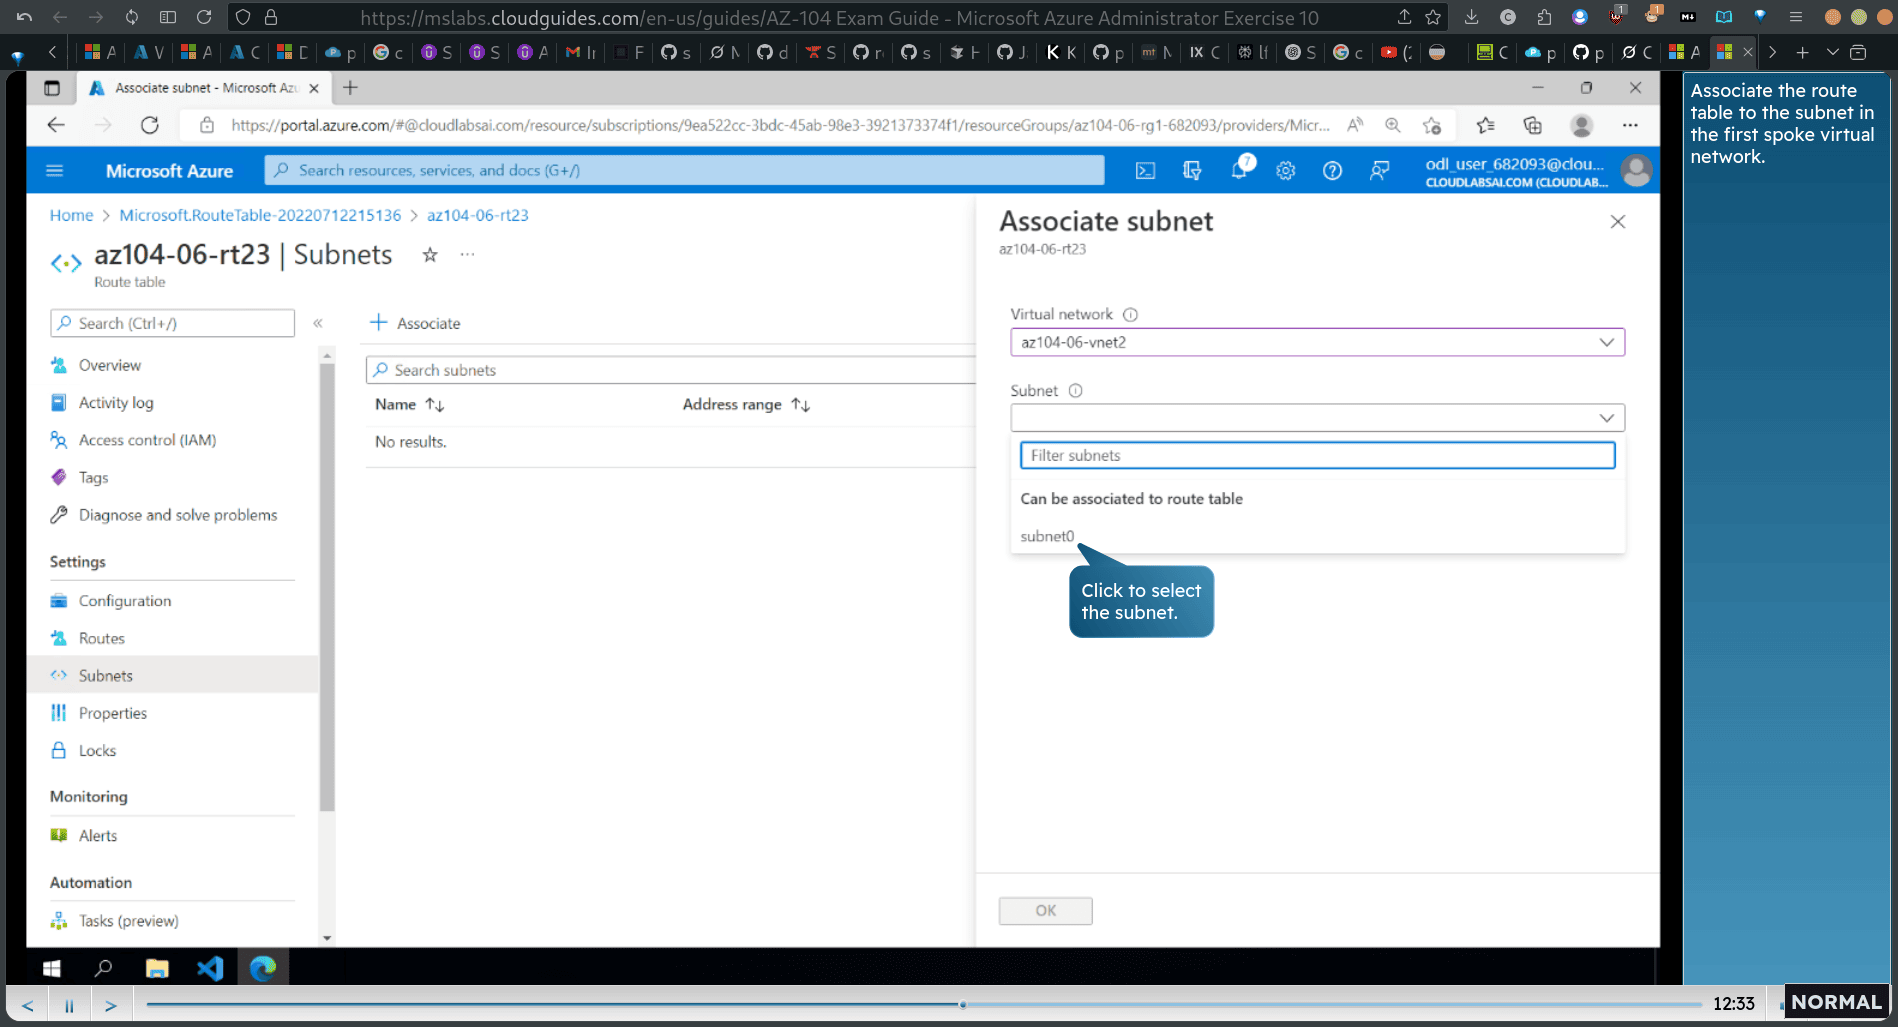 https://mslabs.cloudguides.com/en-us/guides/AZ-104 Exam Guide - Microsoft Azure Administrator Exercise 10
Associate subnet - Microsoft Azu
https://portal.azure.com/#@cloudlabsai.com/resource/subscriptions/9ea522cc-3bdc-45ab-98e3-3921373374f1/resourceGroups/az104-06-rg1-682093/providers/Micr...
Microsoft Azure
Search resources, services, and docs (G+/)
7
odl_user_682093@clou...
CLOUDLABSAI.COM (CLOUDLAB...
Home > Microsoft.RouteTable-20220712215136 > az104-06-rt23
az104-06-rt23 | Subnets
Route table
Search (Ctrl+/)
Overview
Activity log
Access control (IAM)
Tags
Diagnose and solve problems
Settings
Configuration
Routes
Subnets
Properties
Locks
Monitoring
Alerts
Automation
Tasks (preview)
Associate
Search subnets
Name
Address range
No results.
Associate subnet
az104-06-rt23
Virtual network
az104-06-vnet2
Subnet
Filter subnets
Can be associated to route table
subnet0
Click to select
the subnet.
OK
Associate the route
table to the subnet in
the first spoke virtual
network.
12:33
NORMAL